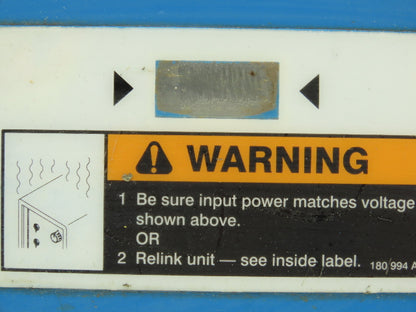 WARNING
1 Be sure input power matches voltage
shown above.
OR
2 Relink unit — see inside label. 180 994 A